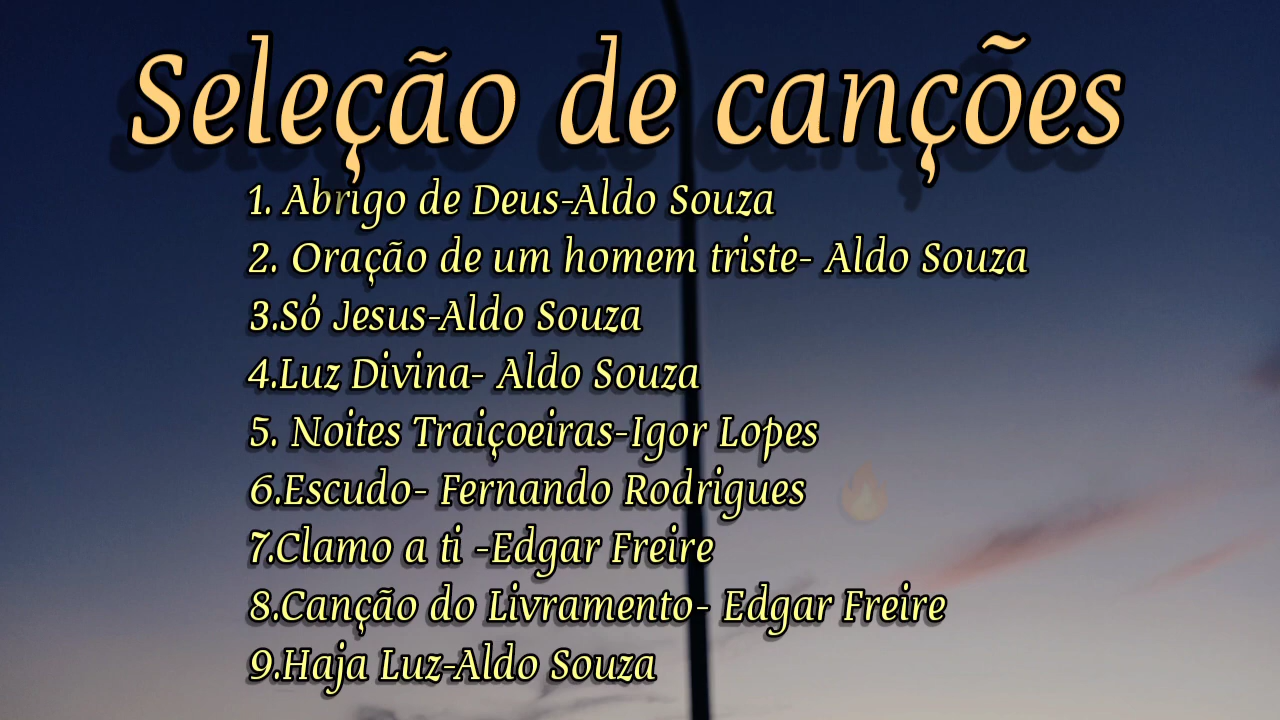 Seleção de canções
1. Abrigo de Deus-Aldo Souza
2. Oração de um homem triste- Aldo Souza
3.Só Jesus-Aldo Souza
4.Luz Divina- Aldo Souza
5. Noites Traiçoeiras-Igor Lopes
6.Escudo- Fernando Rodrigues
7.Clamo a ti -Edgar Freire
8.Canção do Livramento- Edgar Freire
9.Haja Luz-Aldo Souza